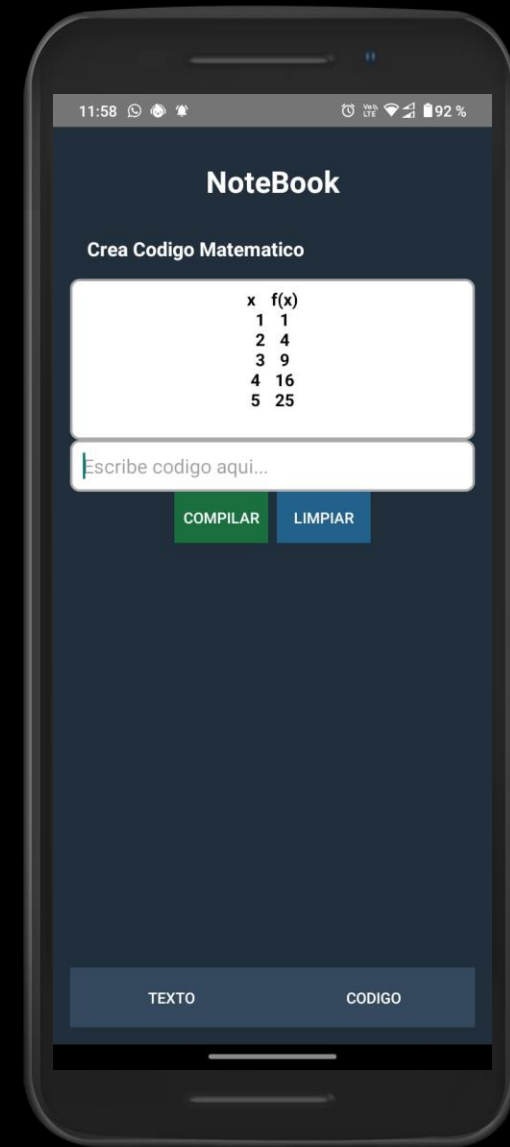 11:58 92 %
NoteBook
Crea Codigo Matematico
x f(x)
1 1
2 4
3 9
4 16
5 25
Escribe codigo aqui...
COMPILAR LIMPIAR
TEXTO CODIGO